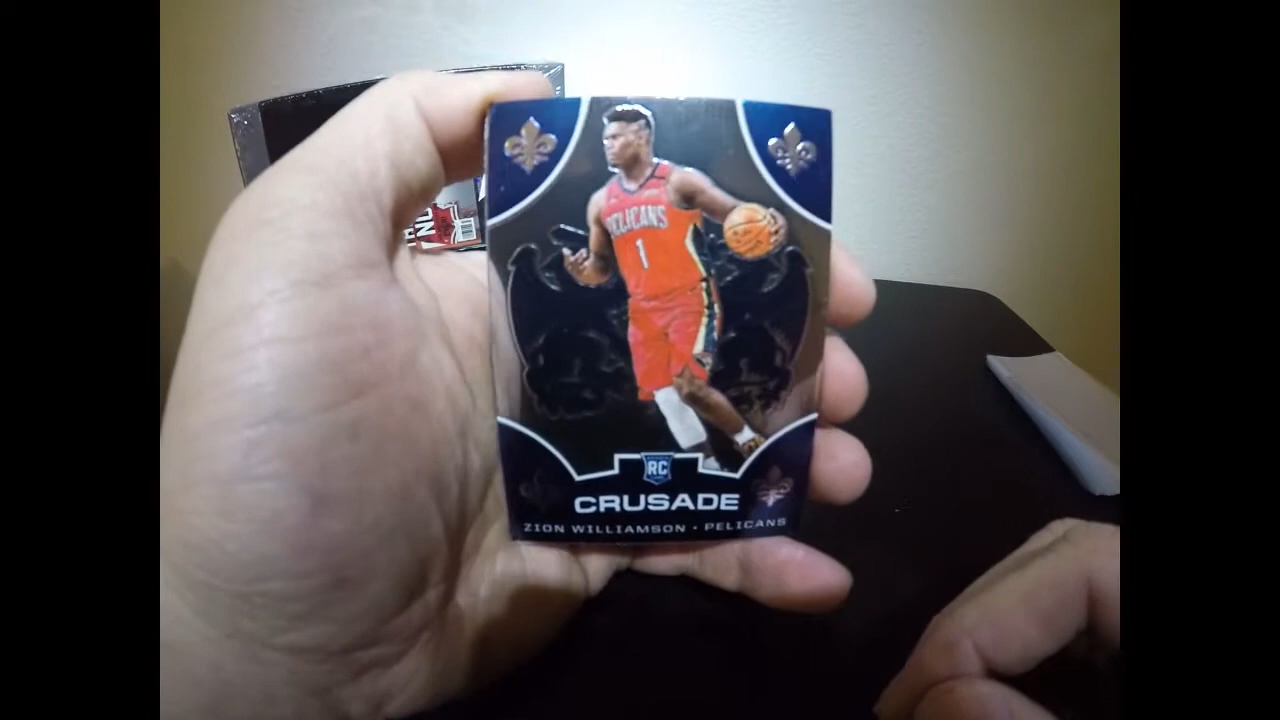 PELICANS
1
RC
CRUSADE
ZION WILLIAMSON • PELICANS